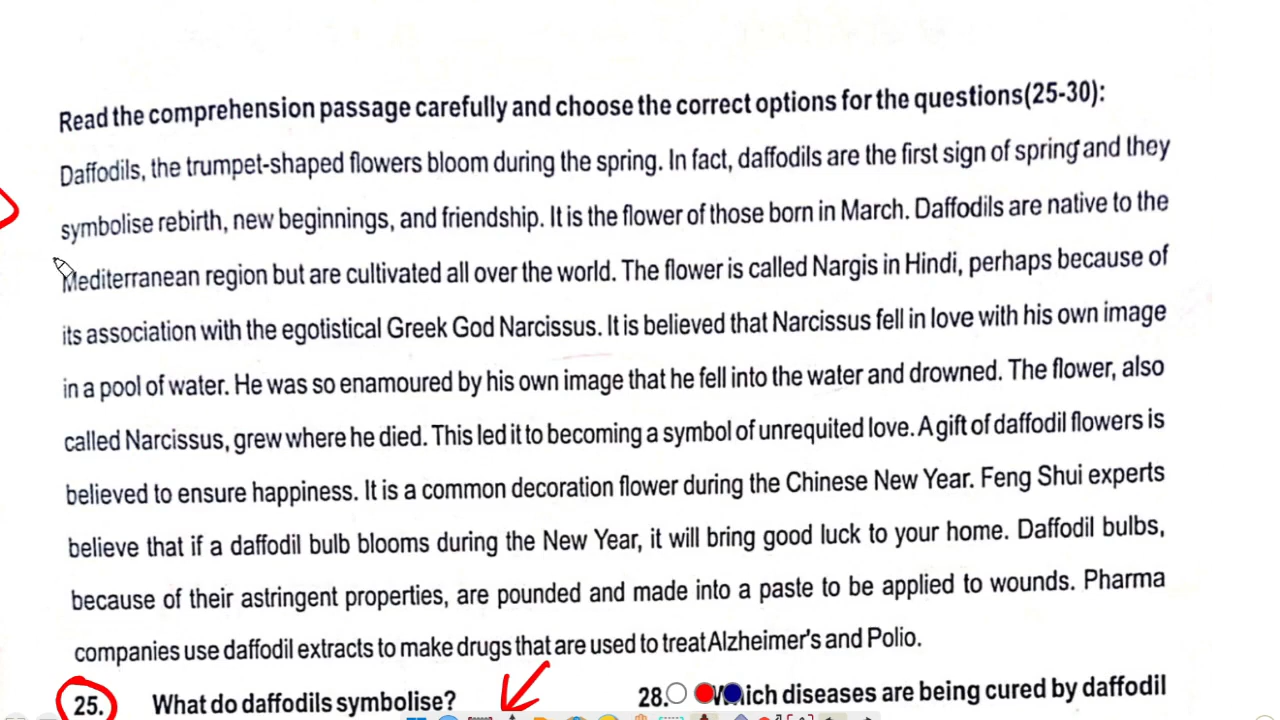 Read the comprehension passage carefully and choose the correct options for the questions(25-30):
Daffodils, the trumpet-shaped flowers bloom during the spring. In fact, daffodils are the first sign of spring and they
symbolise rebirth, new beginnings, and friendship. It is the flower of those born in March. Daffodils are native to the
Mediterranean region but are cultivated all over the world. The flower is called Nargis in Hindi, perhaps because of
its association with the egotistical Greek God Narcissus. It is believed that Narcissus fell in love with his own image
in a pool of water. He was so enamoured by his own image that he fell into the water and drowned. The flower, also
called Narcissus, grew where he died. This led it to becoming a symbol of unrequited love. A gift of daffodil flowers is
believed to ensure happiness. It is a common decoration flower during the Chinese New Year. Feng Shui experts
believe that if a daffodil bulb blooms during the New Year, it will bring good luck to your home. Daffodil bulbs,
because of their astringent properties, are pounded and made into a paste to be applied to wounds. Pharma
companies use daffodil extracts to make drugs that are used to treat Alzheimer's and Polio.
25. What do daffodils symbolise?
28. Which diseases are being cured by daffodil